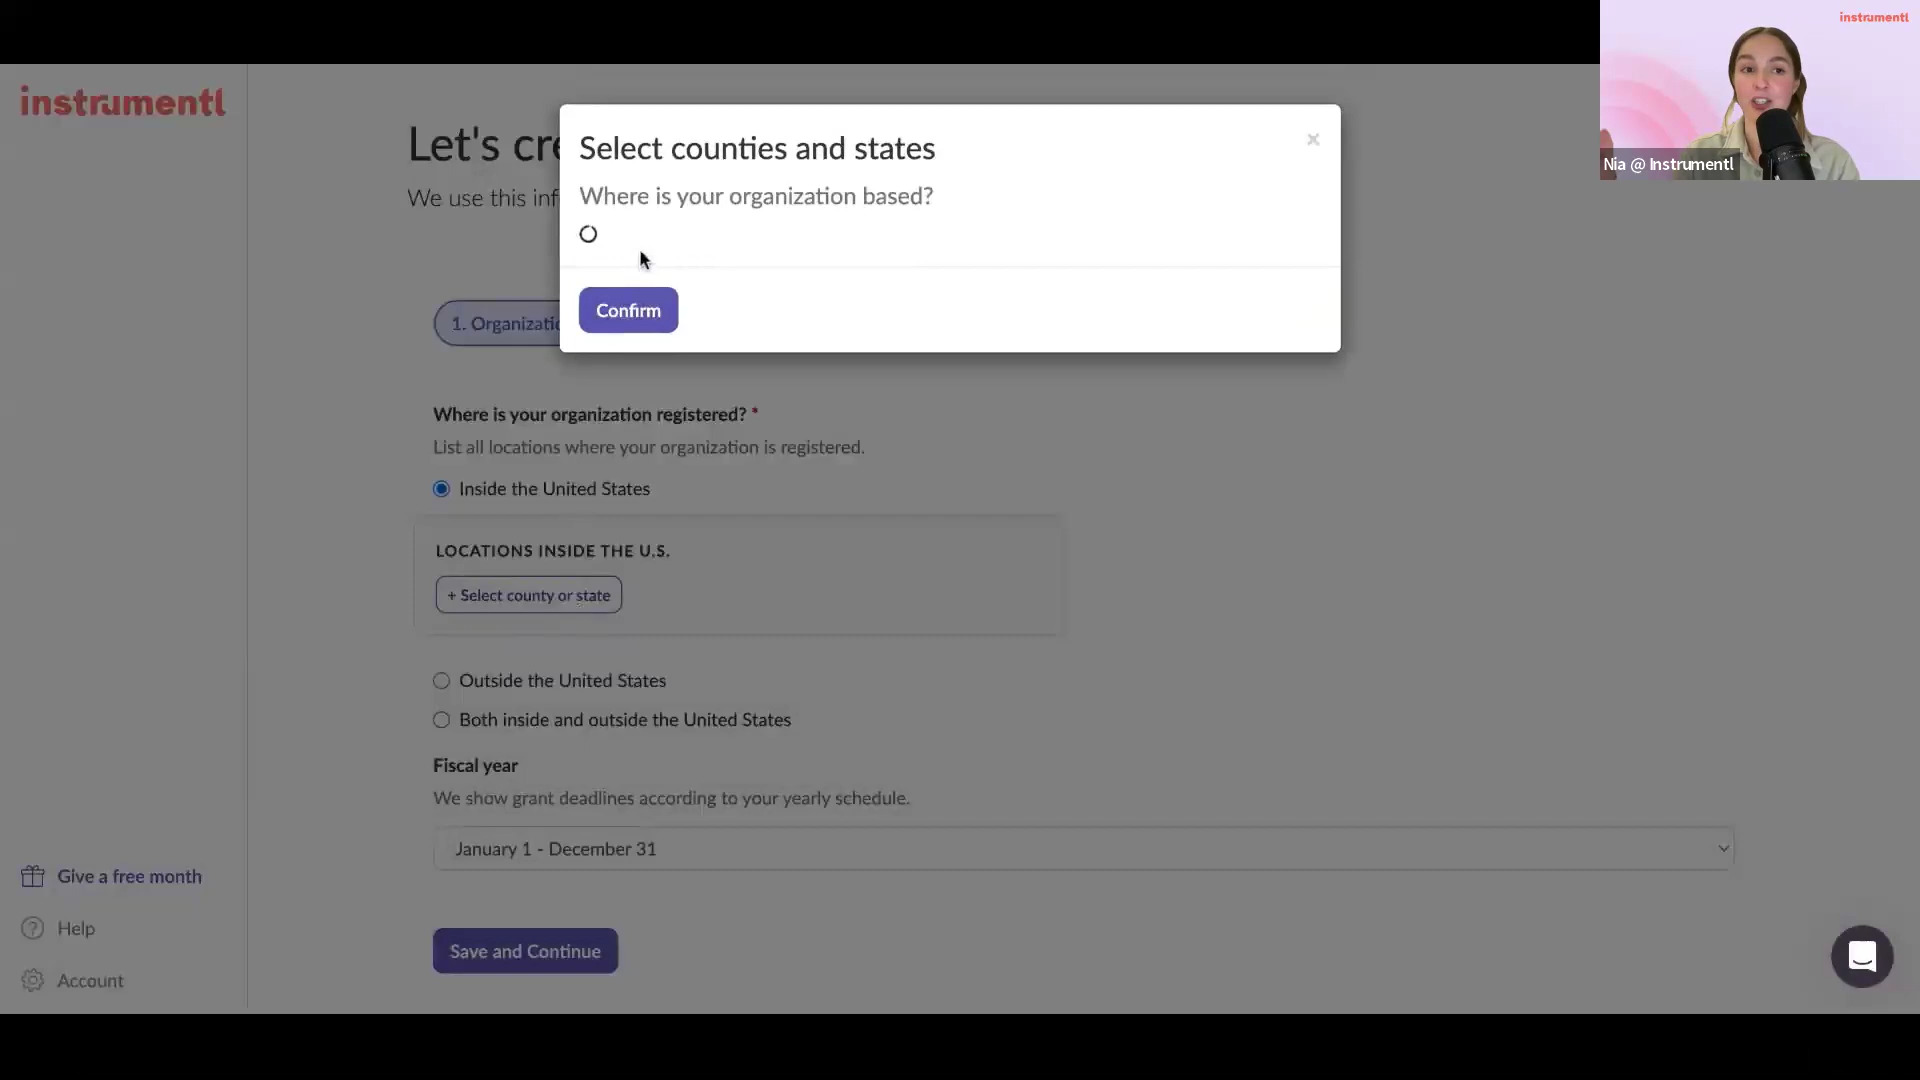 instrumentl
Nia @ Instrumentl
instrumentl
Let's cre
We use this inf
Select counties and states
×
Where is your organization based?
Confirm
1. Organizatio
Where is your organization registered? *
List all locations where your organization is registered.
Inside the United States
LOCATIONS INSIDE THE U.S.
+ Select county or state
Outside the United States
Both inside and outside the United States
Fiscal year
We show grant deadlines according to your yearly schedule.
January 1 - December 31
Save and Continue
Give a free month
Help
Account